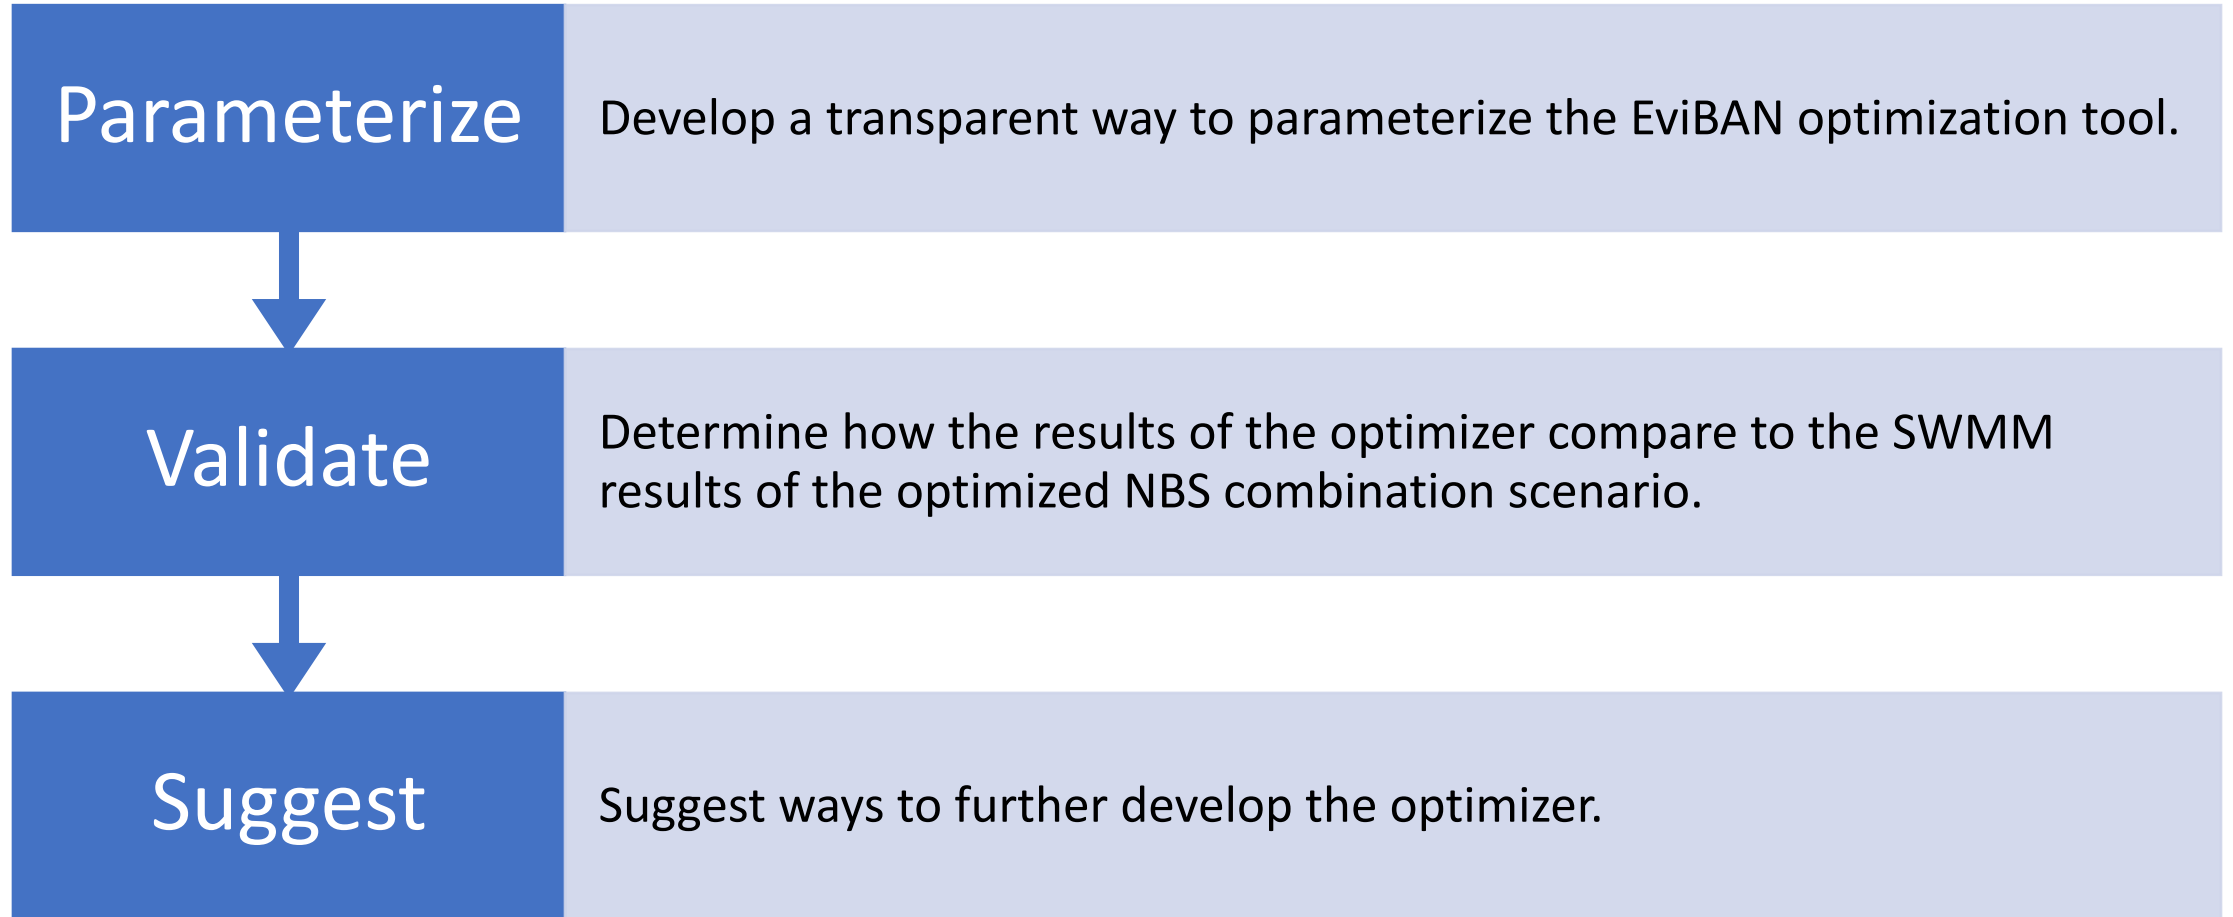 Parameterize
Develop a transparent way to parameterize the EviBAN optimization tool.
Validate
Determine how the results of the optimizer compare to the SWMM
results of the optimized NBS combination scenario.
Suggest
Suggest ways to further develop the optimizer.